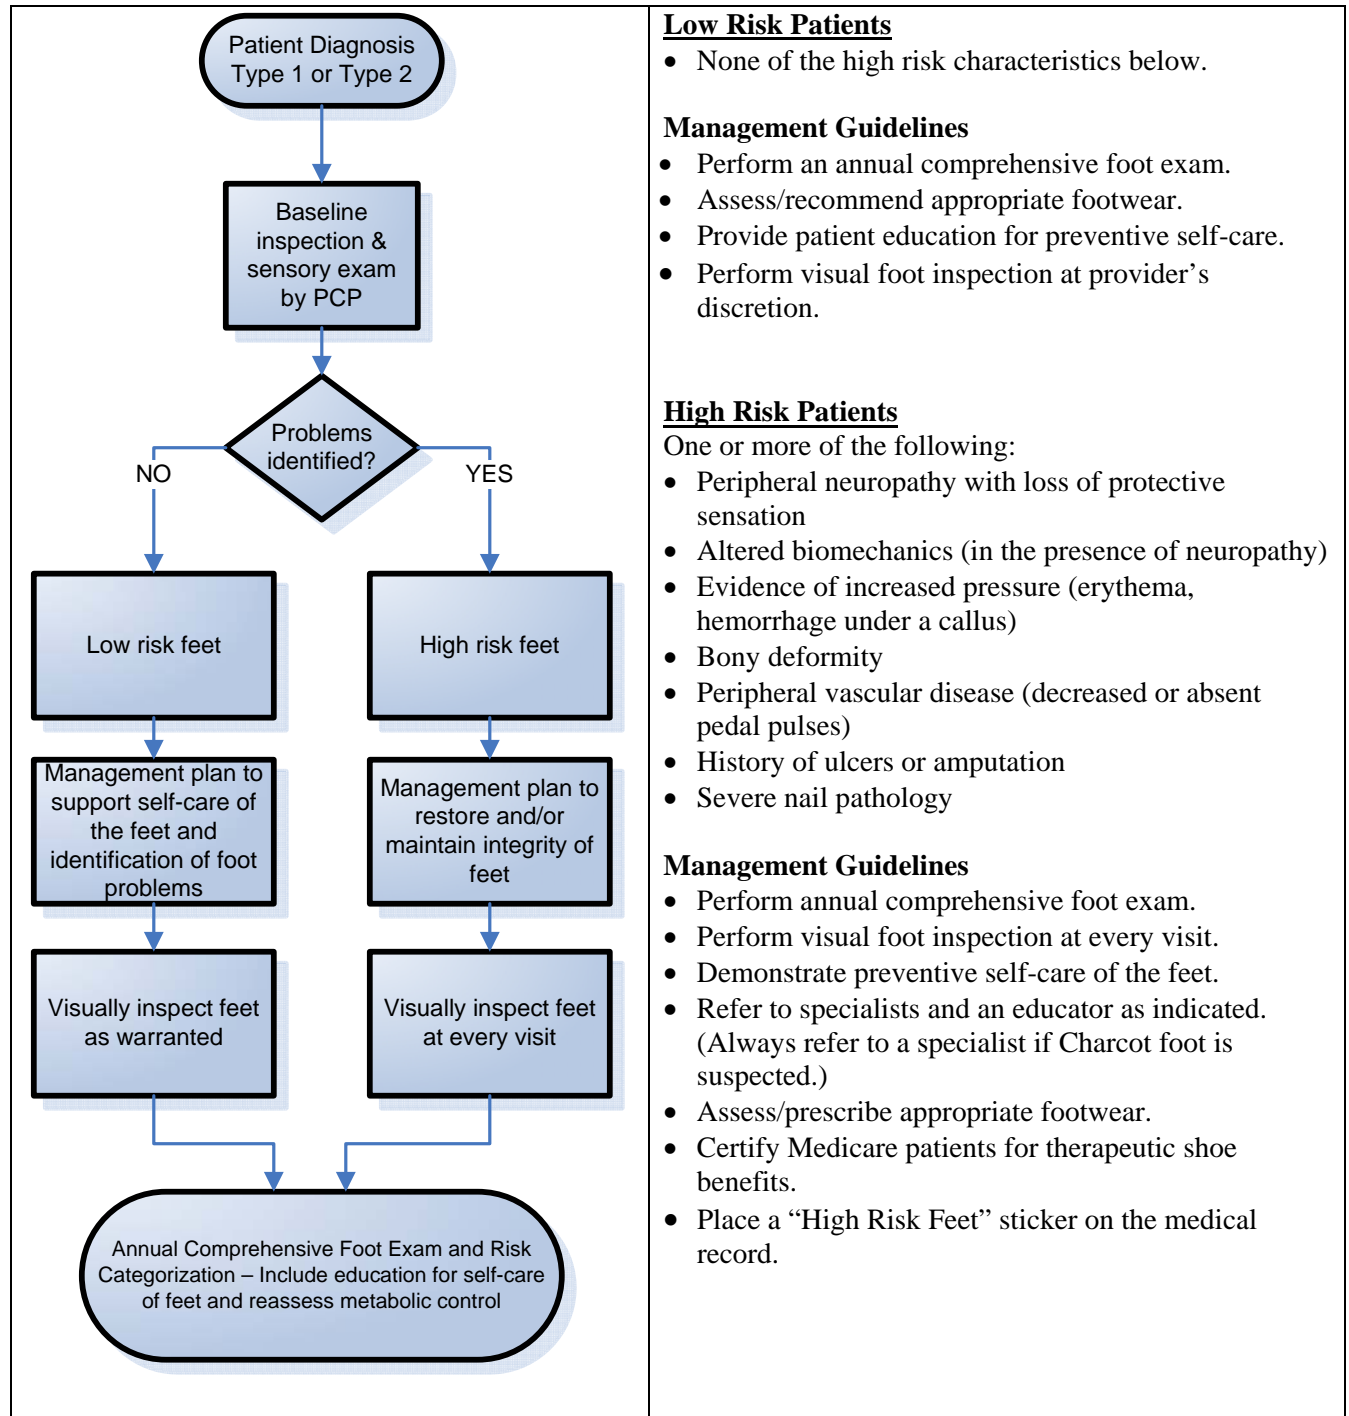 Patient Diagnosis
Type 1 or Type 2
Baseline
inspection &
sensory exam
by PCP
Problems
identified?
NO
YES
Low risk feet
High risk feet
Management plan to
support self-care of
the feet and
identification of foot
problems
Management plan to
restore and/or
maintain integrity of
feet
Visually inspect feet
as warranted
Visually inspect feet
at every visit
Annual Comprehensive Foot Exam and Risk
Categorization – Include education for self-care
of feet and reassess metabolic control
Low Risk Patients
• None of the high risk characteristics below.
Management Guidelines
• Perform an annual comprehensive foot exam.
• Assess/recommend appropriate footwear.
• Provide patient education for preventive self-care.
• Perform visual foot inspection at provider’s
discretion.
High Risk Patients
One or more of the following:
• Peripheral neuropathy with loss of protective
sensation
• Altered biomechanics (in the presence of neuropathy)
• Evidence of increased pressure (erythema,
hemorrhage under a callus)
• Bony deformity
• Peripheral vascular disease (decreased or absent
pedal pulses)
• History of ulcers or amputation
• Severe nail pathology
Management Guidelines
• Perform annual comprehensive foot exam.
• Perform visual foot inspection at every visit.
• Demonstrate preventive self-care of the feet.
• Refer to specialists and an educator as indicated.
(Always refer to a specialist if Charcot foot is
suspected.)
• Assess/prescribe appropriate footwear.
• Certify Medicare patients for therapeutic shoe
benefits.
• Place a “High Risk Feet” sticker on the medical
record.